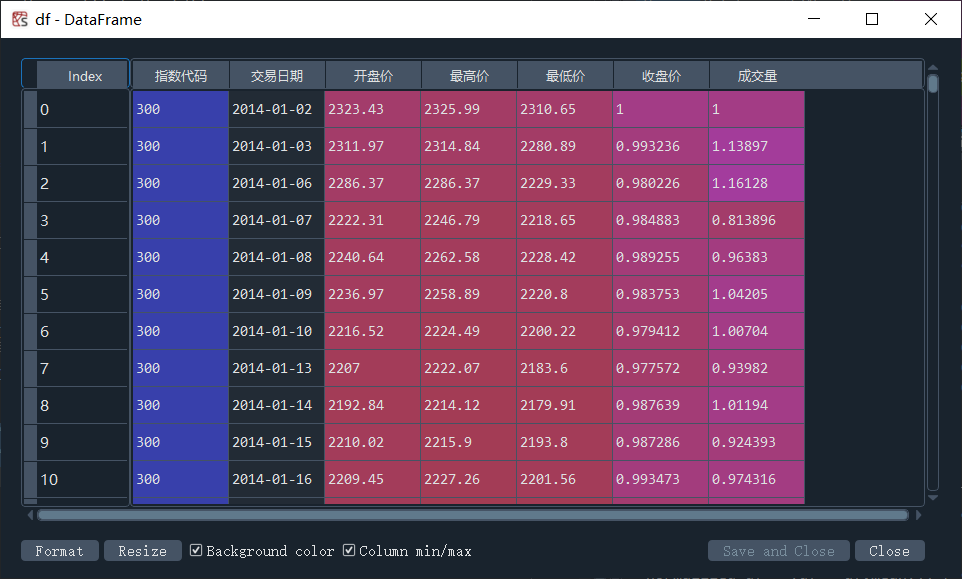 df - DataFrame
Index 指数代码 交易日期 开盘价 最高价 最低价 收盘价 成交量
0 300 2014-01-02 2323.43 2325.99 2310.65 1 1
1 300 2014-01-03 2311.97 2314.84 2280.89 0.993236 1.13897
2 300 2014-01-06 2286.37 2286.37 2229.33 0.980226 1.16128
3 300 2014-01-07 2222.31 2246.79 2218.65 0.984883 0.813896
4 300 2014-01-08 2240.64 2262.58 2228.42 0.989255 0.96383
5 300 2014-01-09 2236.97 2258.89 2220.8 0.983753 1.04205
6 300 2014-01-10 2216.52 2224.49 2200.22 0.979412 1.00704
7 300 2014-01-13 2207 2222.07 2183.6 0.977572 0.93982
8 300 2014-01-14 2192.84 2214.12 2179.91 0.987639 1.01194
9 300 2014-01-15 2210.02 2215.9 2193.8 0.987286 0.924393
10 300 2014-01-16 2209.45 2227.26 2201.56 0.993473 0.974316
Format Resize Background color Column min/max Save and Close Close